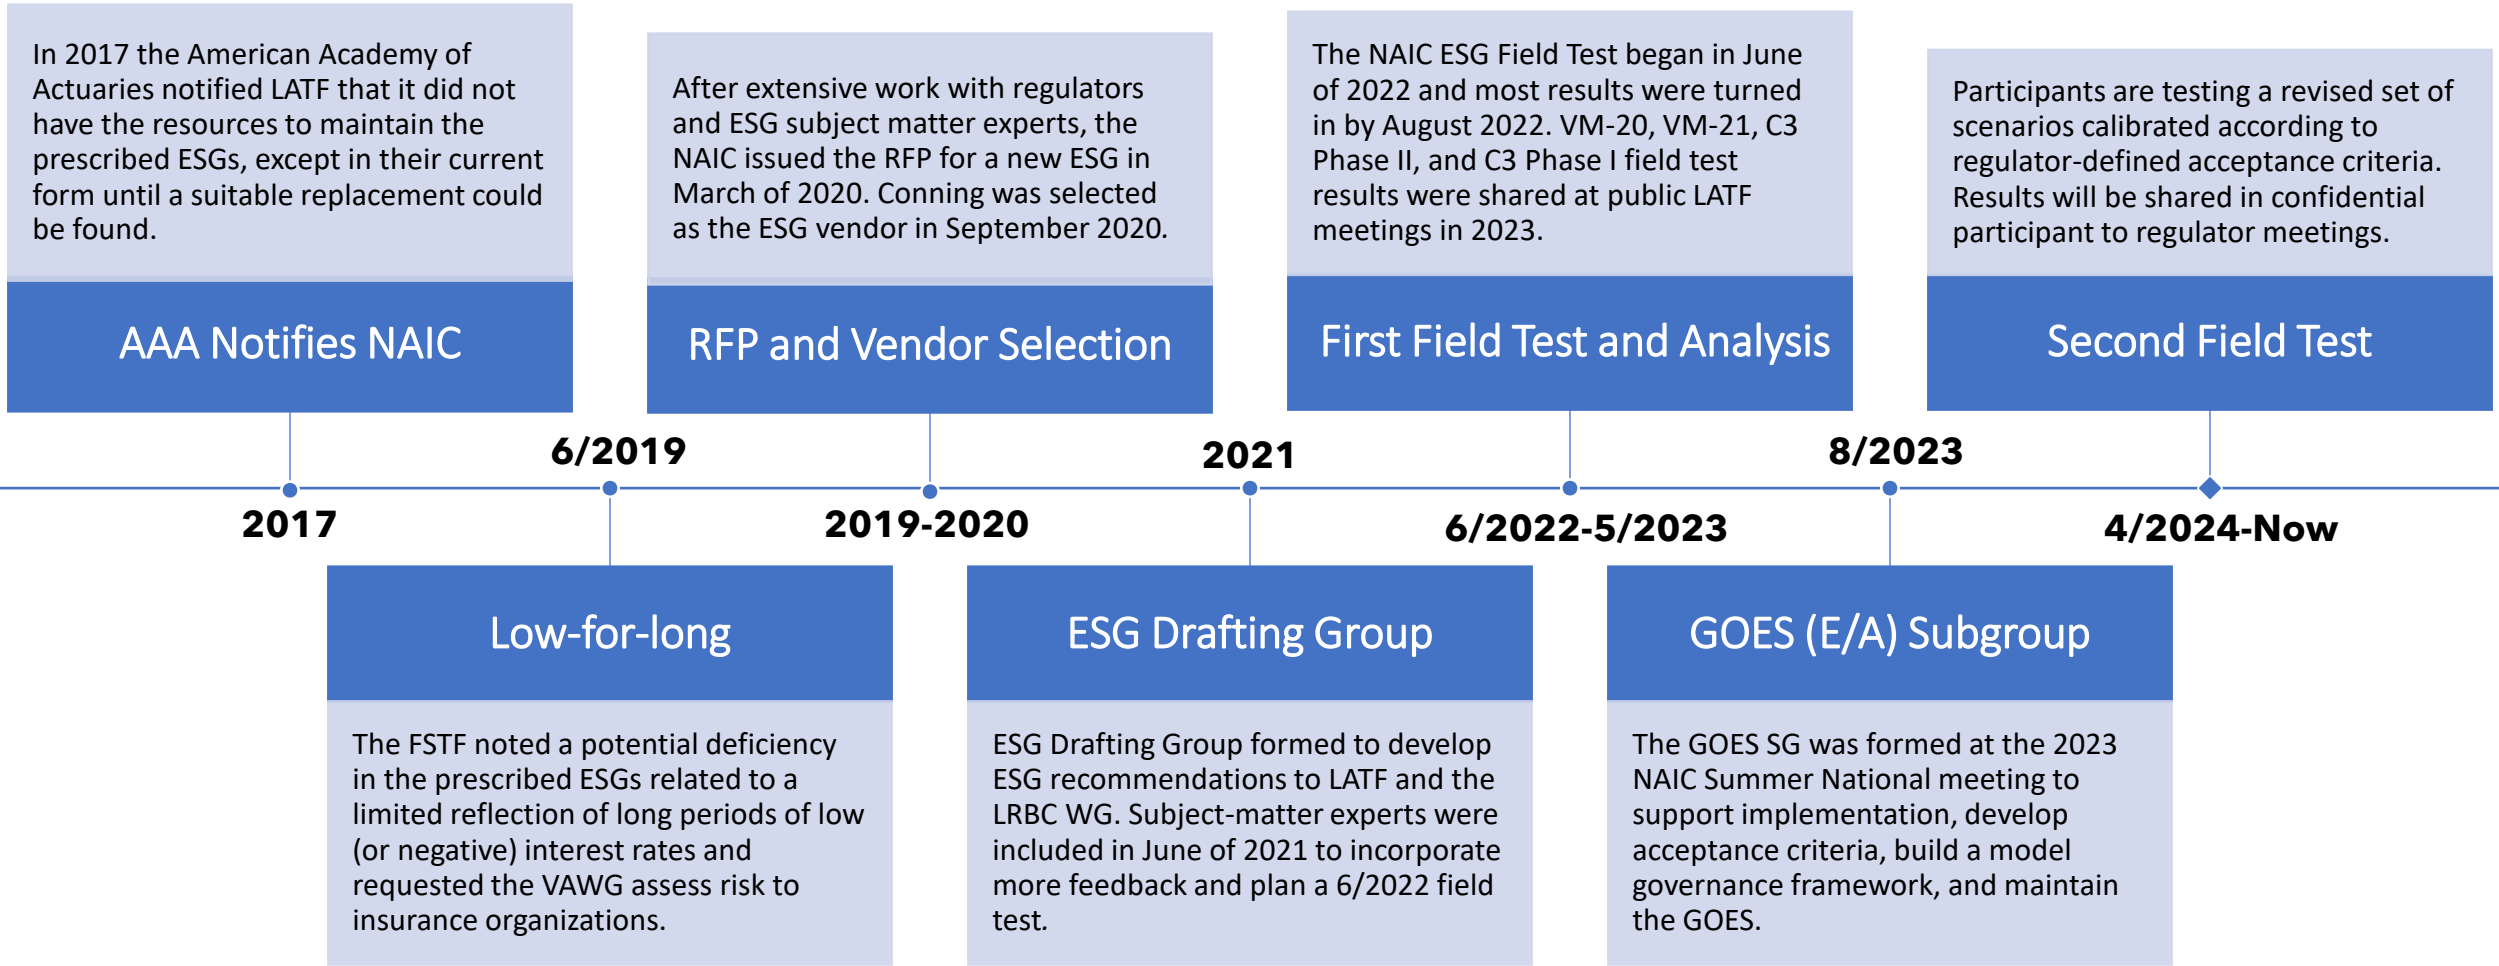 In 2017 the American Academy of
Actuaries notified LATF that it did not
have the resources to maintain the
prescribed ESGs, except in their current
form until a suitable replacement could
be found.
AAA Notifies NAIC
After extensive work with regulators
and ESG subject matter experts, the
NAIC issued the RFP for a new ESG in
March of 2020. Conning was selected
as the ESG vendor in September 2020.
RFP and Vendor Selection
The NAIC ESG Field Test began in June
of 2022 and most results were turned
in by August 2022. VM-20, VM-21, C3
Phase II, and C3 Phase I field test
results were shared at public LATF
meetings in 2023.
First Field Test and Analysis
Participants are testing a revised set of
scenarios calibrated according to
regulator-defined acceptance criteria.
Results will be shared in confidential
participant to regulator meetings.
Second Field Test
6/2019
2021
8/2023
2017
2019-2020
6/2022-5/2023
4/2024-Now
Low-for-long
The FSTF noted a potential deficiency
in the prescribed ESGs related to a
limited reflection of long periods of low
(or negative) interest rates and
requested the VAWG assess risk to
insurance organizations.
ESG Drafting Group
ESG Drafting Group formed to develop
ESG recommendations to LATF and the
LRBC WG. Subject-matter experts were
included in June of 2021 to incorporate
more feedback and plan a 6/2022 field
test.
GOES (E/A) Subgroup
The GOES SG was formed at the 2023
NAIC Summer National meeting to
support implementation, develop
acceptance criteria, build a model
governance framework, and maintain
the GOES.